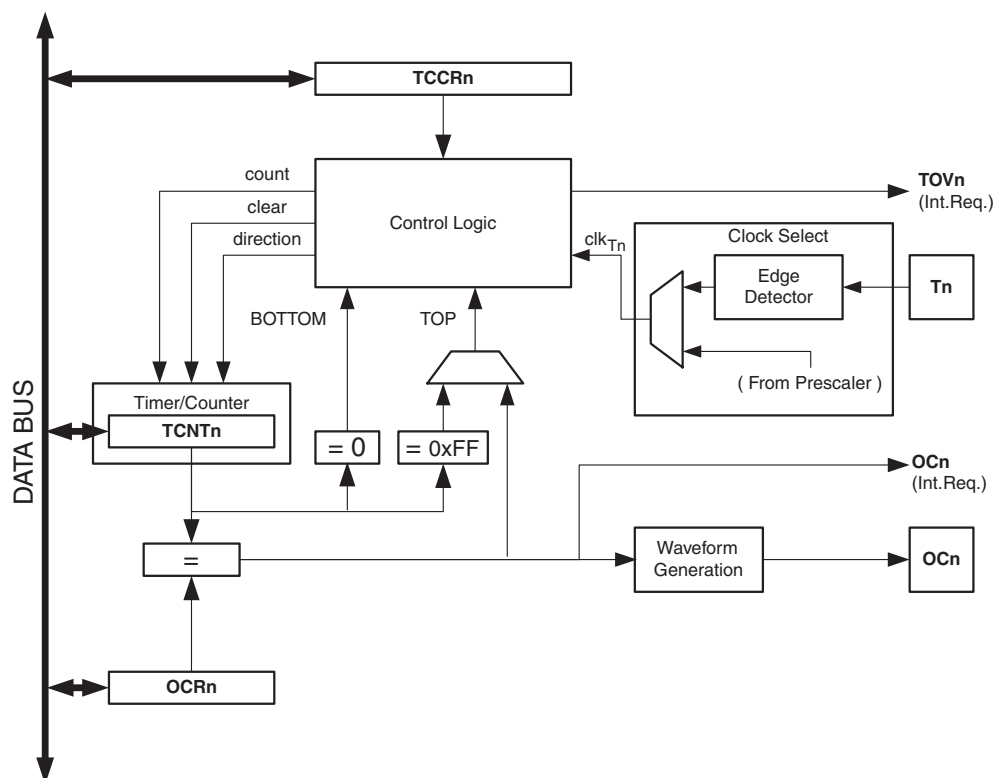 TCCRn
count
clear
direction
Control Logic
TOVn
(Int.Req.)
clkTn
Clock Select
Edge
Detector
Tn
( From Prescaler )
BOTTOM
TOP
Timer/Counter
TCNTn
= 0
= 0xFF
DATA BUS
OCn
(Int.Req.)
=
Waveform
Generation
OCn
OCRn